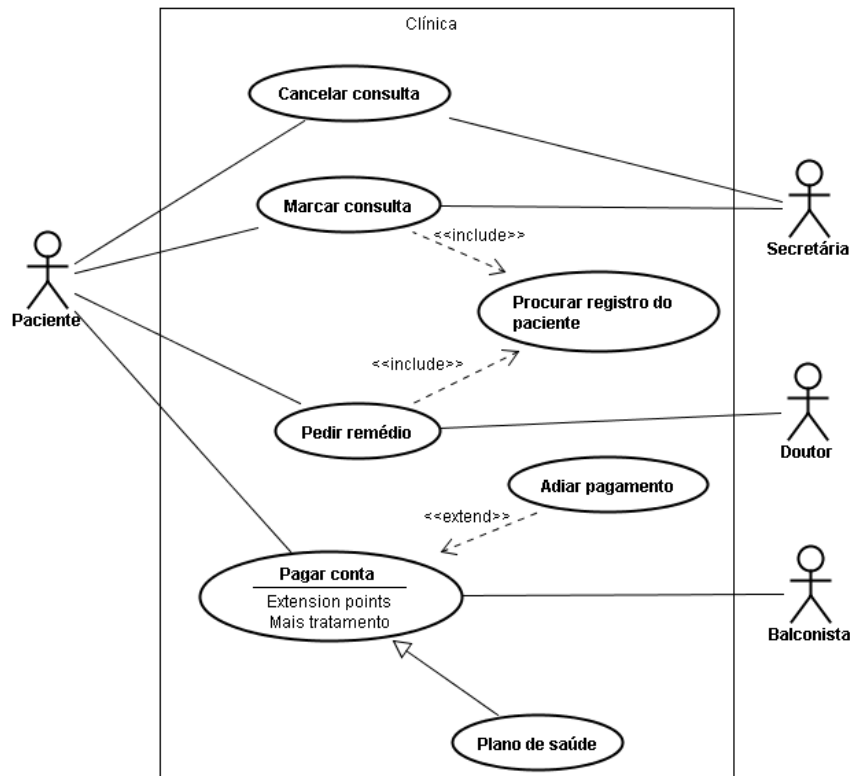 Clínica
Cancelar consulta
Marcar consulta
<<include>>
Secretária
Procurar registro do
paciente
Paciente
<<include>>
Pedir remédio
Doutor
Adiar pagamento
<<extend>>
Pagar conta
Extension points
Mais tratamento
Balconista
Plano de saúde